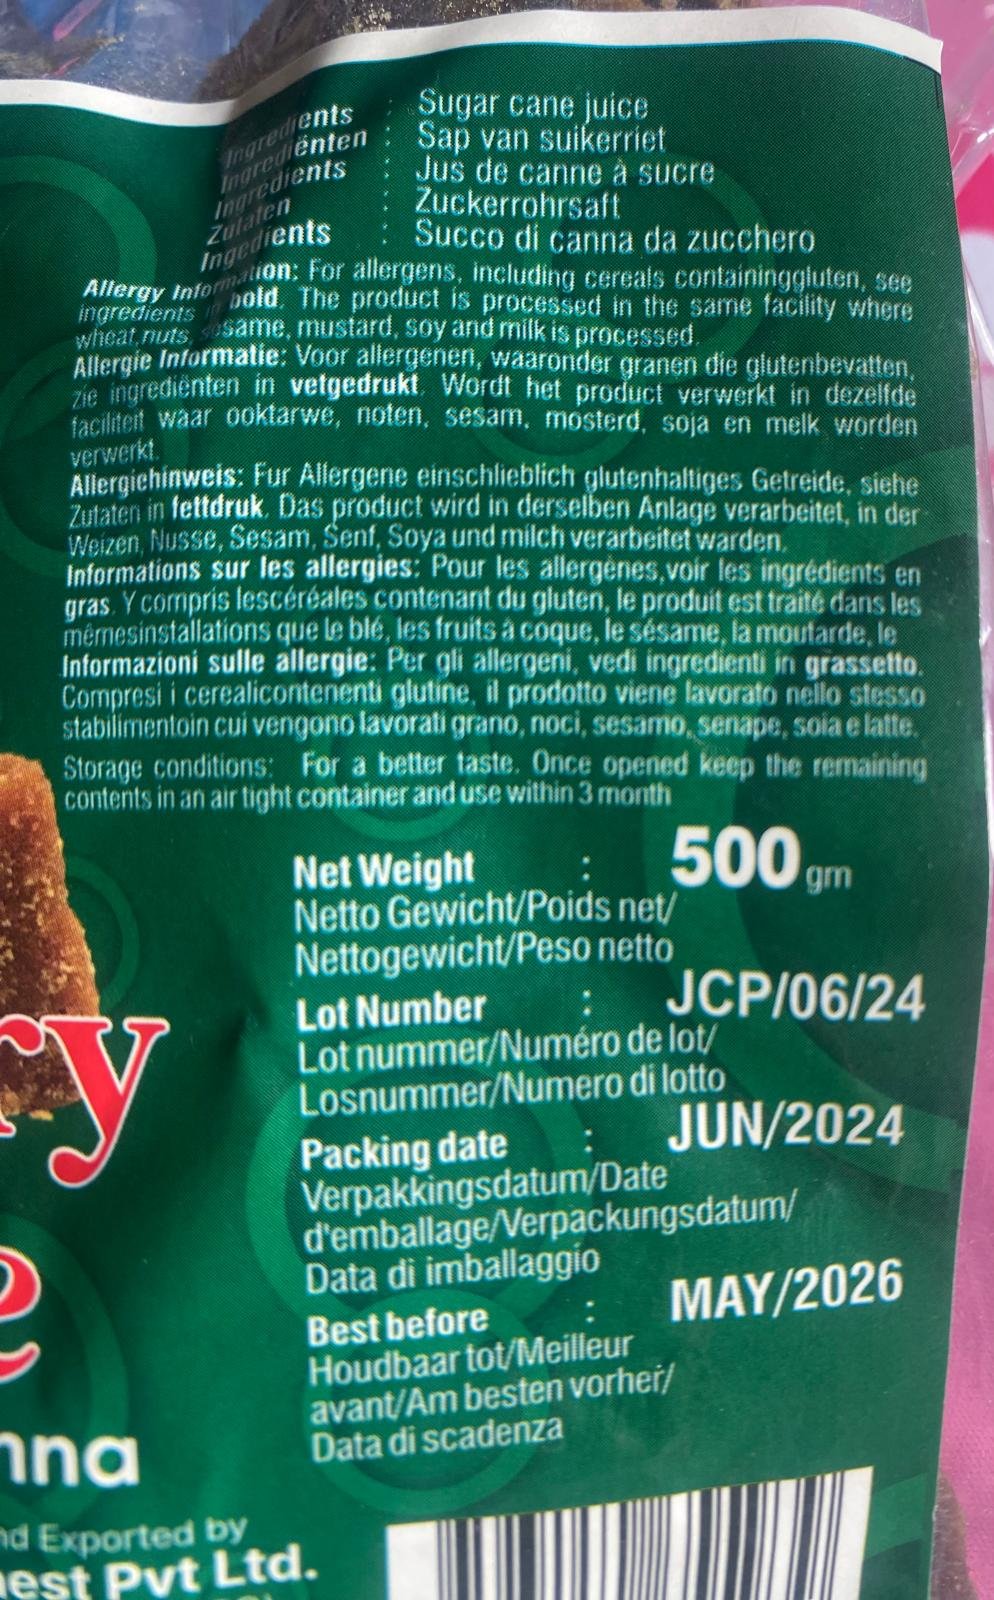 Ingredients : Sugar cane juice
Ingrediënten : Sap van suikerriet
Ingrédients : Jus de canne à sucre
Zutaten : Zuckerrohrsaft
Ingedients : Succo di canna da zucchero
Allergy Information: For allergens, including cereals containinggluten, see
ingredients in bold. The product is processed in the same facility where
wheat,nuts, sesame, mustard, soy and milk is processed.
Allergie Informatie: Voor allergenen, waaronder granen die glutenbevatten,
zie ingrediënten in vetgedrukt. Wordt het product verwerkt in dezelfde
faciliteit waar ooktarwe, noten, sesam, mosterd, soja en melk worden
verwerkt.
Allergiehinweis: Fur Allergene einschlieblich glutenhaltiges Getreide, siehe
Zutaten in fettdruk. Das product wird in derselben Anlage verarbeitet, in der
Weizen, Nusse, Sesam, Senf, Soya und milch verarbeitet warden.
Informations sur les allergies: Pour les allergènes,voir les ingrédients en
gras. Y compris lescéréales contenant du gluten, le produit est traité dans les
mêmesinstallations que le blé, les fruits à coque, le sésame, la moutarde, le
Informazioni sulle allergie: Per gli allergeni, vedi ingredienti in grassetto.
Compresi i cerealicontenenti glutine, il prodotto viene lavorato nello stesso
stabilimentoin cui vengono lavorati grano, noci, sesamo, senape, soia e latte.
Storage conditions: For a better taste. Once opened keep the remaining
contents in an air tight container and use within 3 month
Net Weight : 500 gm
Netto Gewicht/Poids net/
Nettogewicht/Peso netto
Lot Number : JCP/06/24
Lot nummer/Numéro de lot/
Losnummer/Numero di lotto
Packing date : JUN/2024
Verpakkingsdatum/Date
d'emballage/Verpackungsdatum/
Data di imballaggio
Best before : MAY/2026
Houdbaar tot/Meilleur
avant/Am besten vorher/
Data di scadenza
ry
e
nna
nd Exported by
est Pvt Ltd.